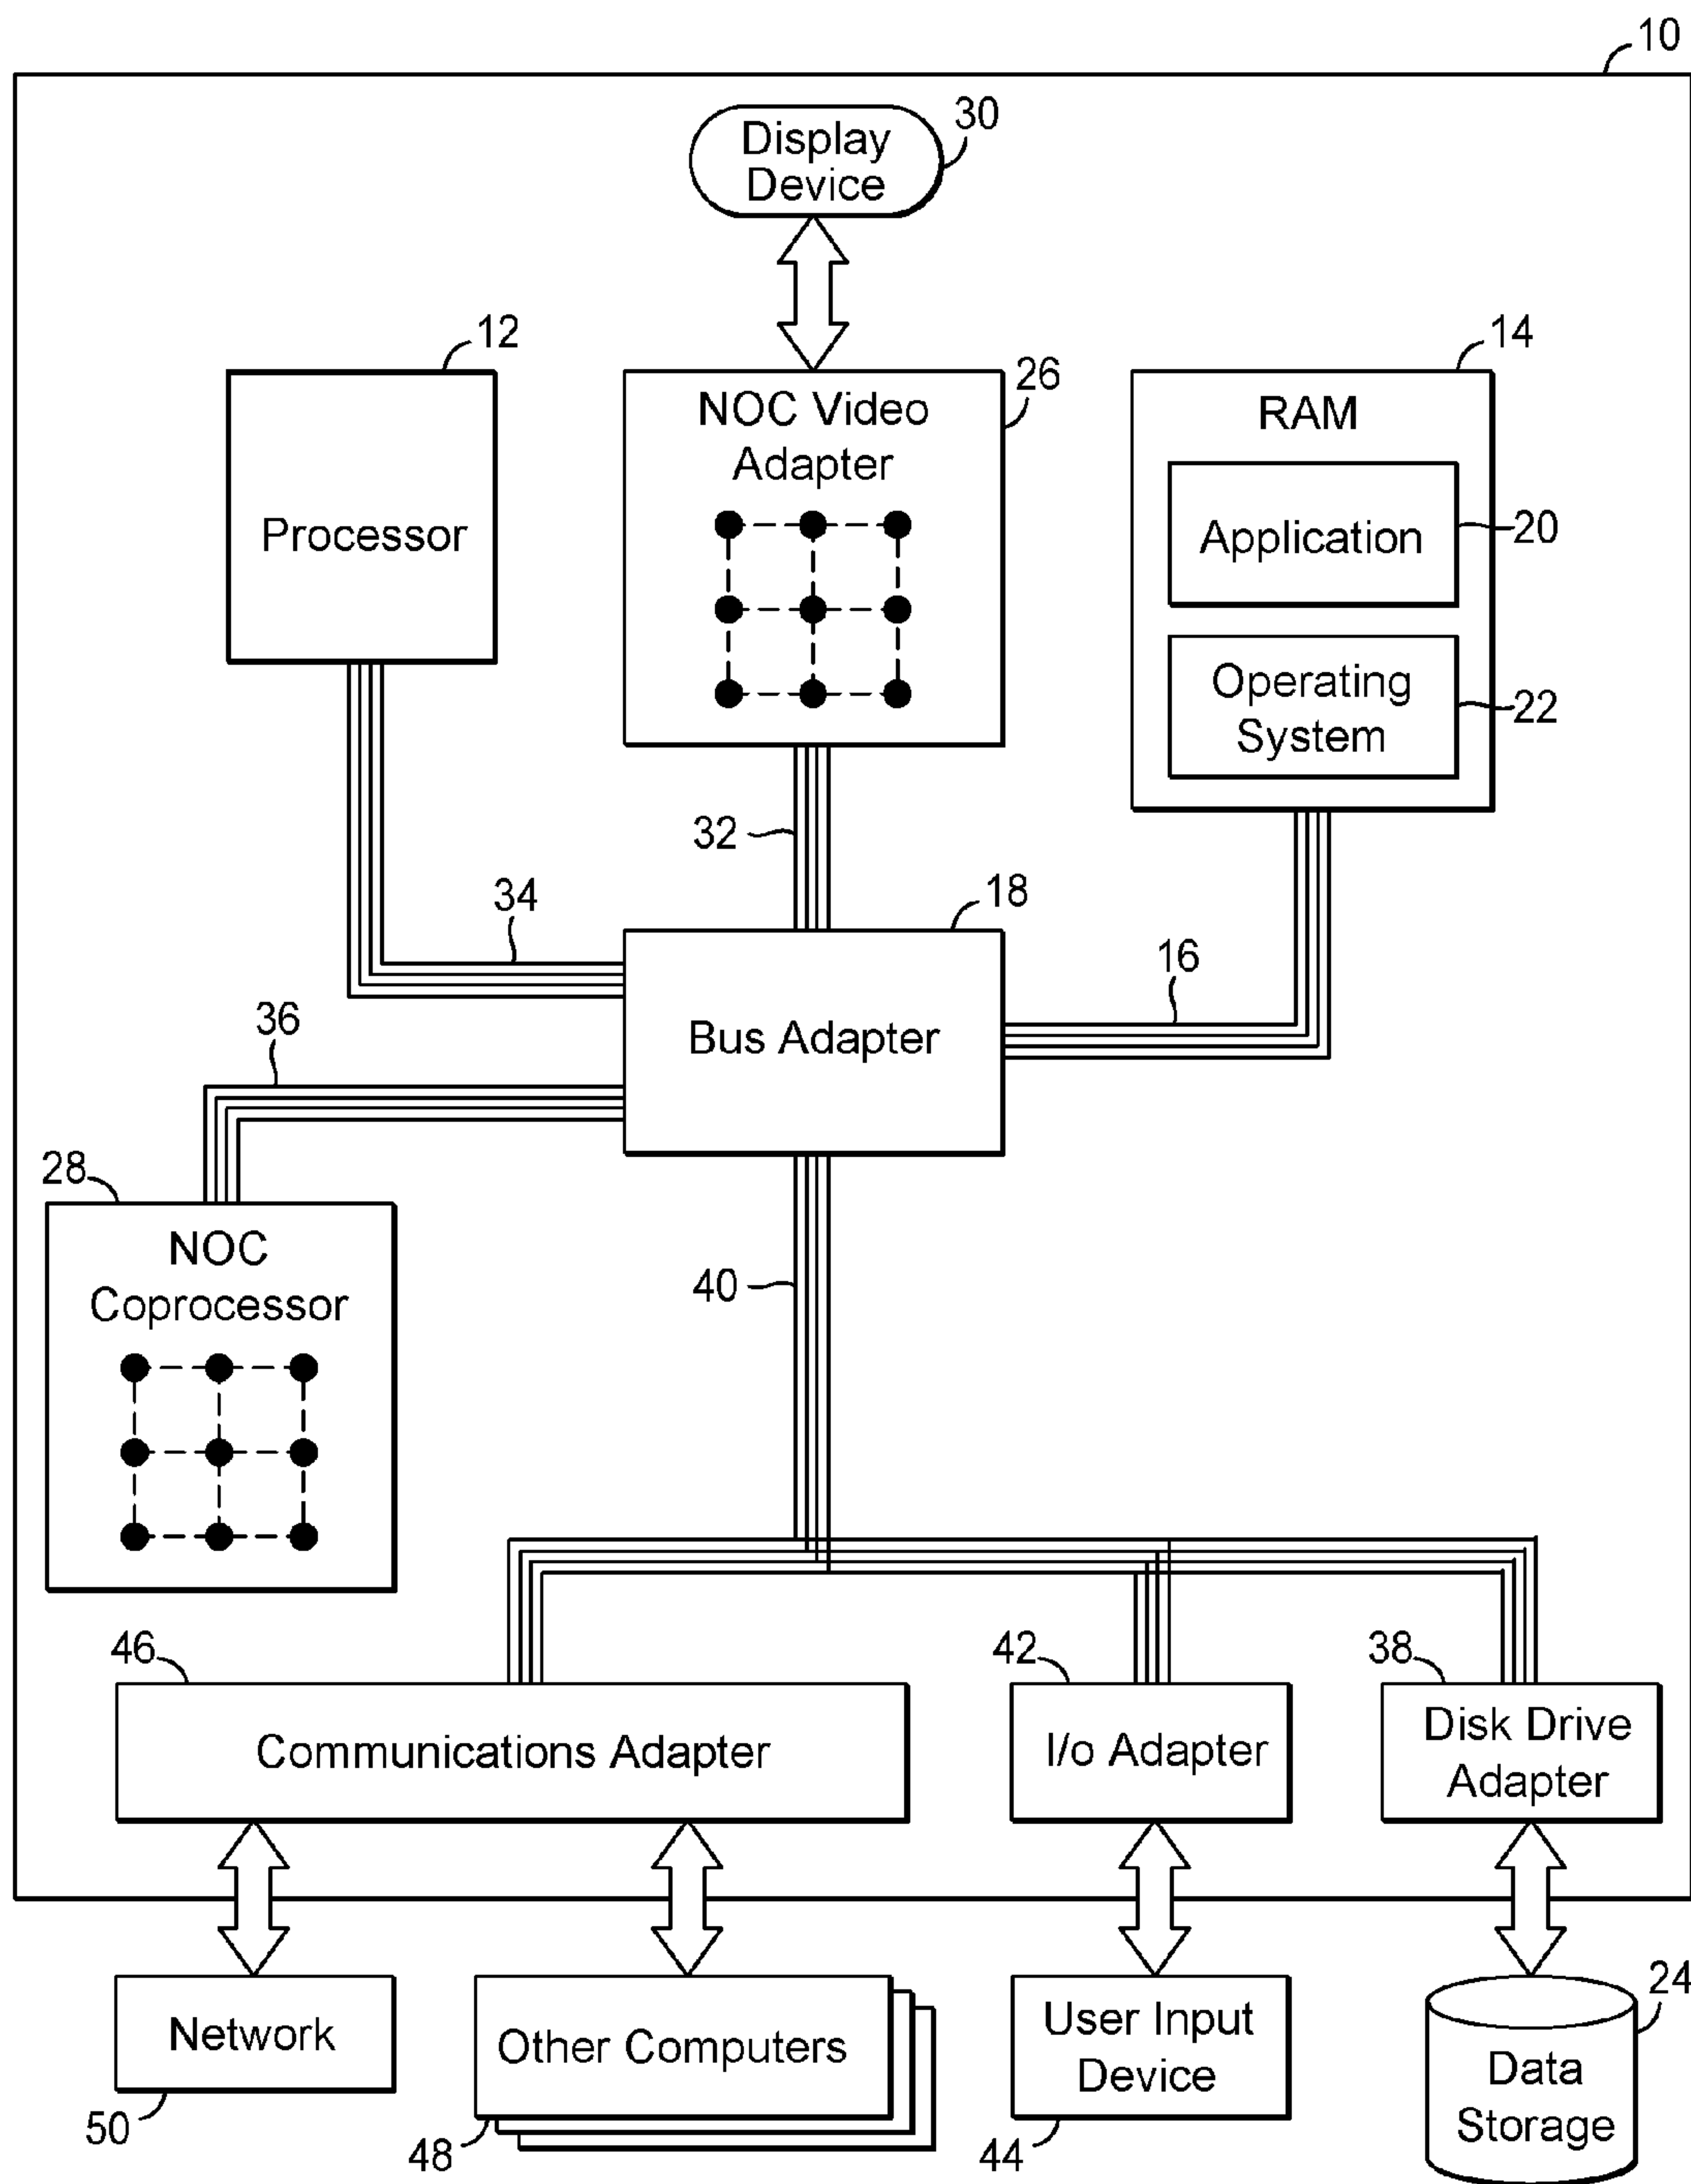 10
Display
Device
30
12
Processor
NOC Video
Adapter
26
14
RAM
Application
20
Operating
System
22
32
34
18
Bus Adapter
16
36
28
NOC
Coprocessor
40
46
Communications Adapter
42
I/o Adapter
38
Disk Drive
Adapter
Network
50
Other Computers
48
User Input
Device
44
24
Data
Storage